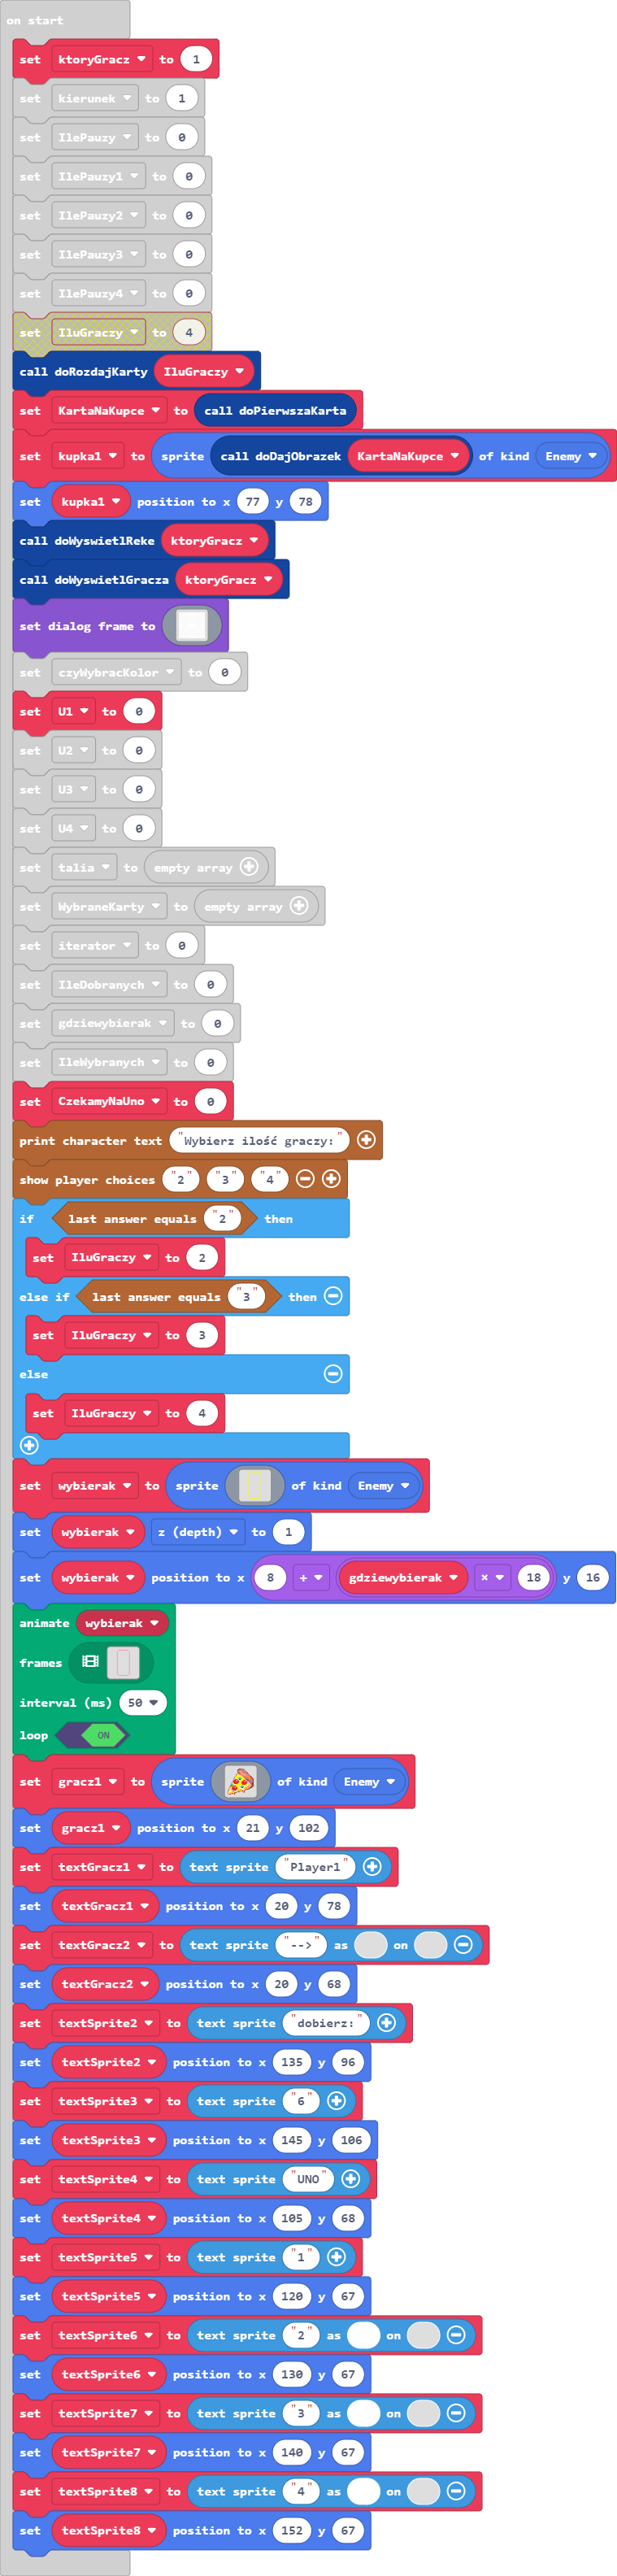 on start
set ktoryGracz to 1
set kierunek to 1
set IlePauzy to 0
set IlePauzy1 to 0
set IlePauzy2 to 0
set IlePauzy3 to 0
set IlePauzy4 to 0
set IluGraczy to 4
call doRozdajKarty IluGraczy
set KartaNaKupce to call doPierwszaKarta
set kupka1 to sprite call doDajObrazek KartaNaKupce of kind Enemy
set kupka1 position to x 77 y 78
call doWyswietlReke ktoryGracz
call doWyswietlGracza ktoryGracz
set dialog frame to
set czyWybracKolor to 0
set U1 to 0
set U2 to 0
set U3 to 0
set U4 to 0
set talia to empty array
set WybraneKarty to empty array
set iterator to 0
set IleDobranych to 0
set gdziewybierak to 0
set IleWybranych to 0
set CzekamyNaUno to 0
print character text "Wybierz ilość graczy:"
show player choices "2" "3" "4"
if last answer equals "2" then
set IluGraczy to 2
else if last answer equals "3" then
set IluGraczy to 3
else
set IluGraczy to 4
set wybierak to sprite of kind Enemy
set wybierak z (depth) to 1
set wybierak position to x 8 + gdziewybierak × 18 y 16
animate wybierak
frames
interval (ms) 50
loop ON
set gracz1 to sprite of kind Enemy
set gracz1 position to x 21 y 102
set textGracz1 to text sprite "Player1"
set textGracz1 position to x 20 y 78
set textGracz2 to text sprite "-->" as on
set textGracz2 position to x 20 y 68
set textSprite2 to text sprite "dobierz:"
set textSprite2 position to x 135 y 96
set textSprite3 to text sprite "6"
set textSprite3 position to x 145 y 106
set textSprite4 to text sprite "UNO"
set textSprite4 position to x 105 y 68
set textSprite5 to text sprite "1"
set textSprite5 position to x 120 y 67
set textSprite6 to text sprite "2" as on
set textSprite6 position to x 130 y 67
set textSprite7 to text sprite "3" as on
set textSprite7 position to x 140 y 67
set textSprite8 to text sprite "4" as on
set textSprite8 position to x 152 y 67